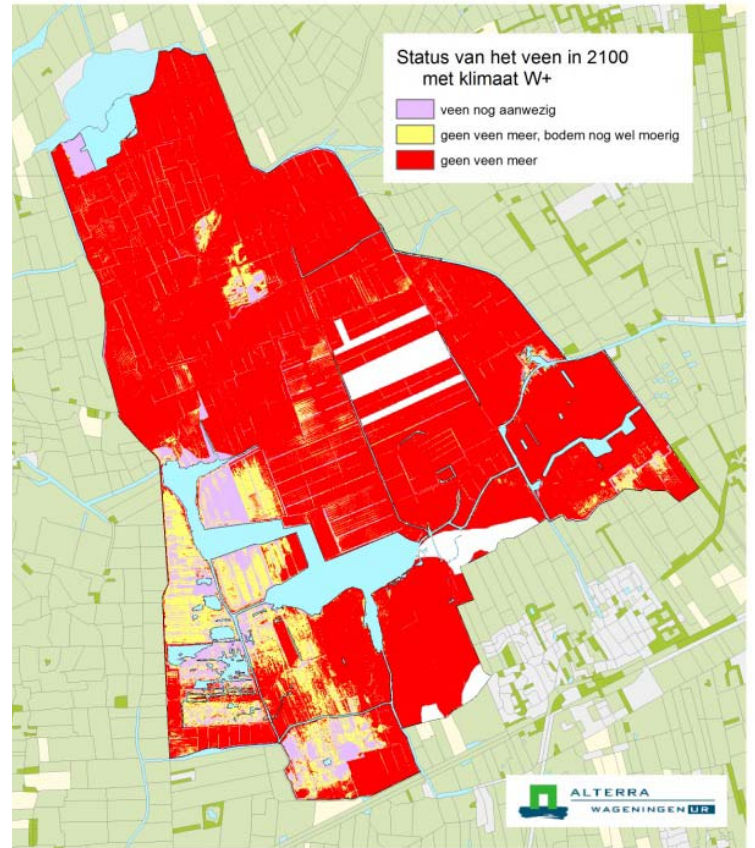 Status van het veen in 2100
met klimaat W+
veen nog aanwezig
geen veen meer, bodem nog wel moerig
geen veen meer
ALTERRA
WAGENINGEN UR